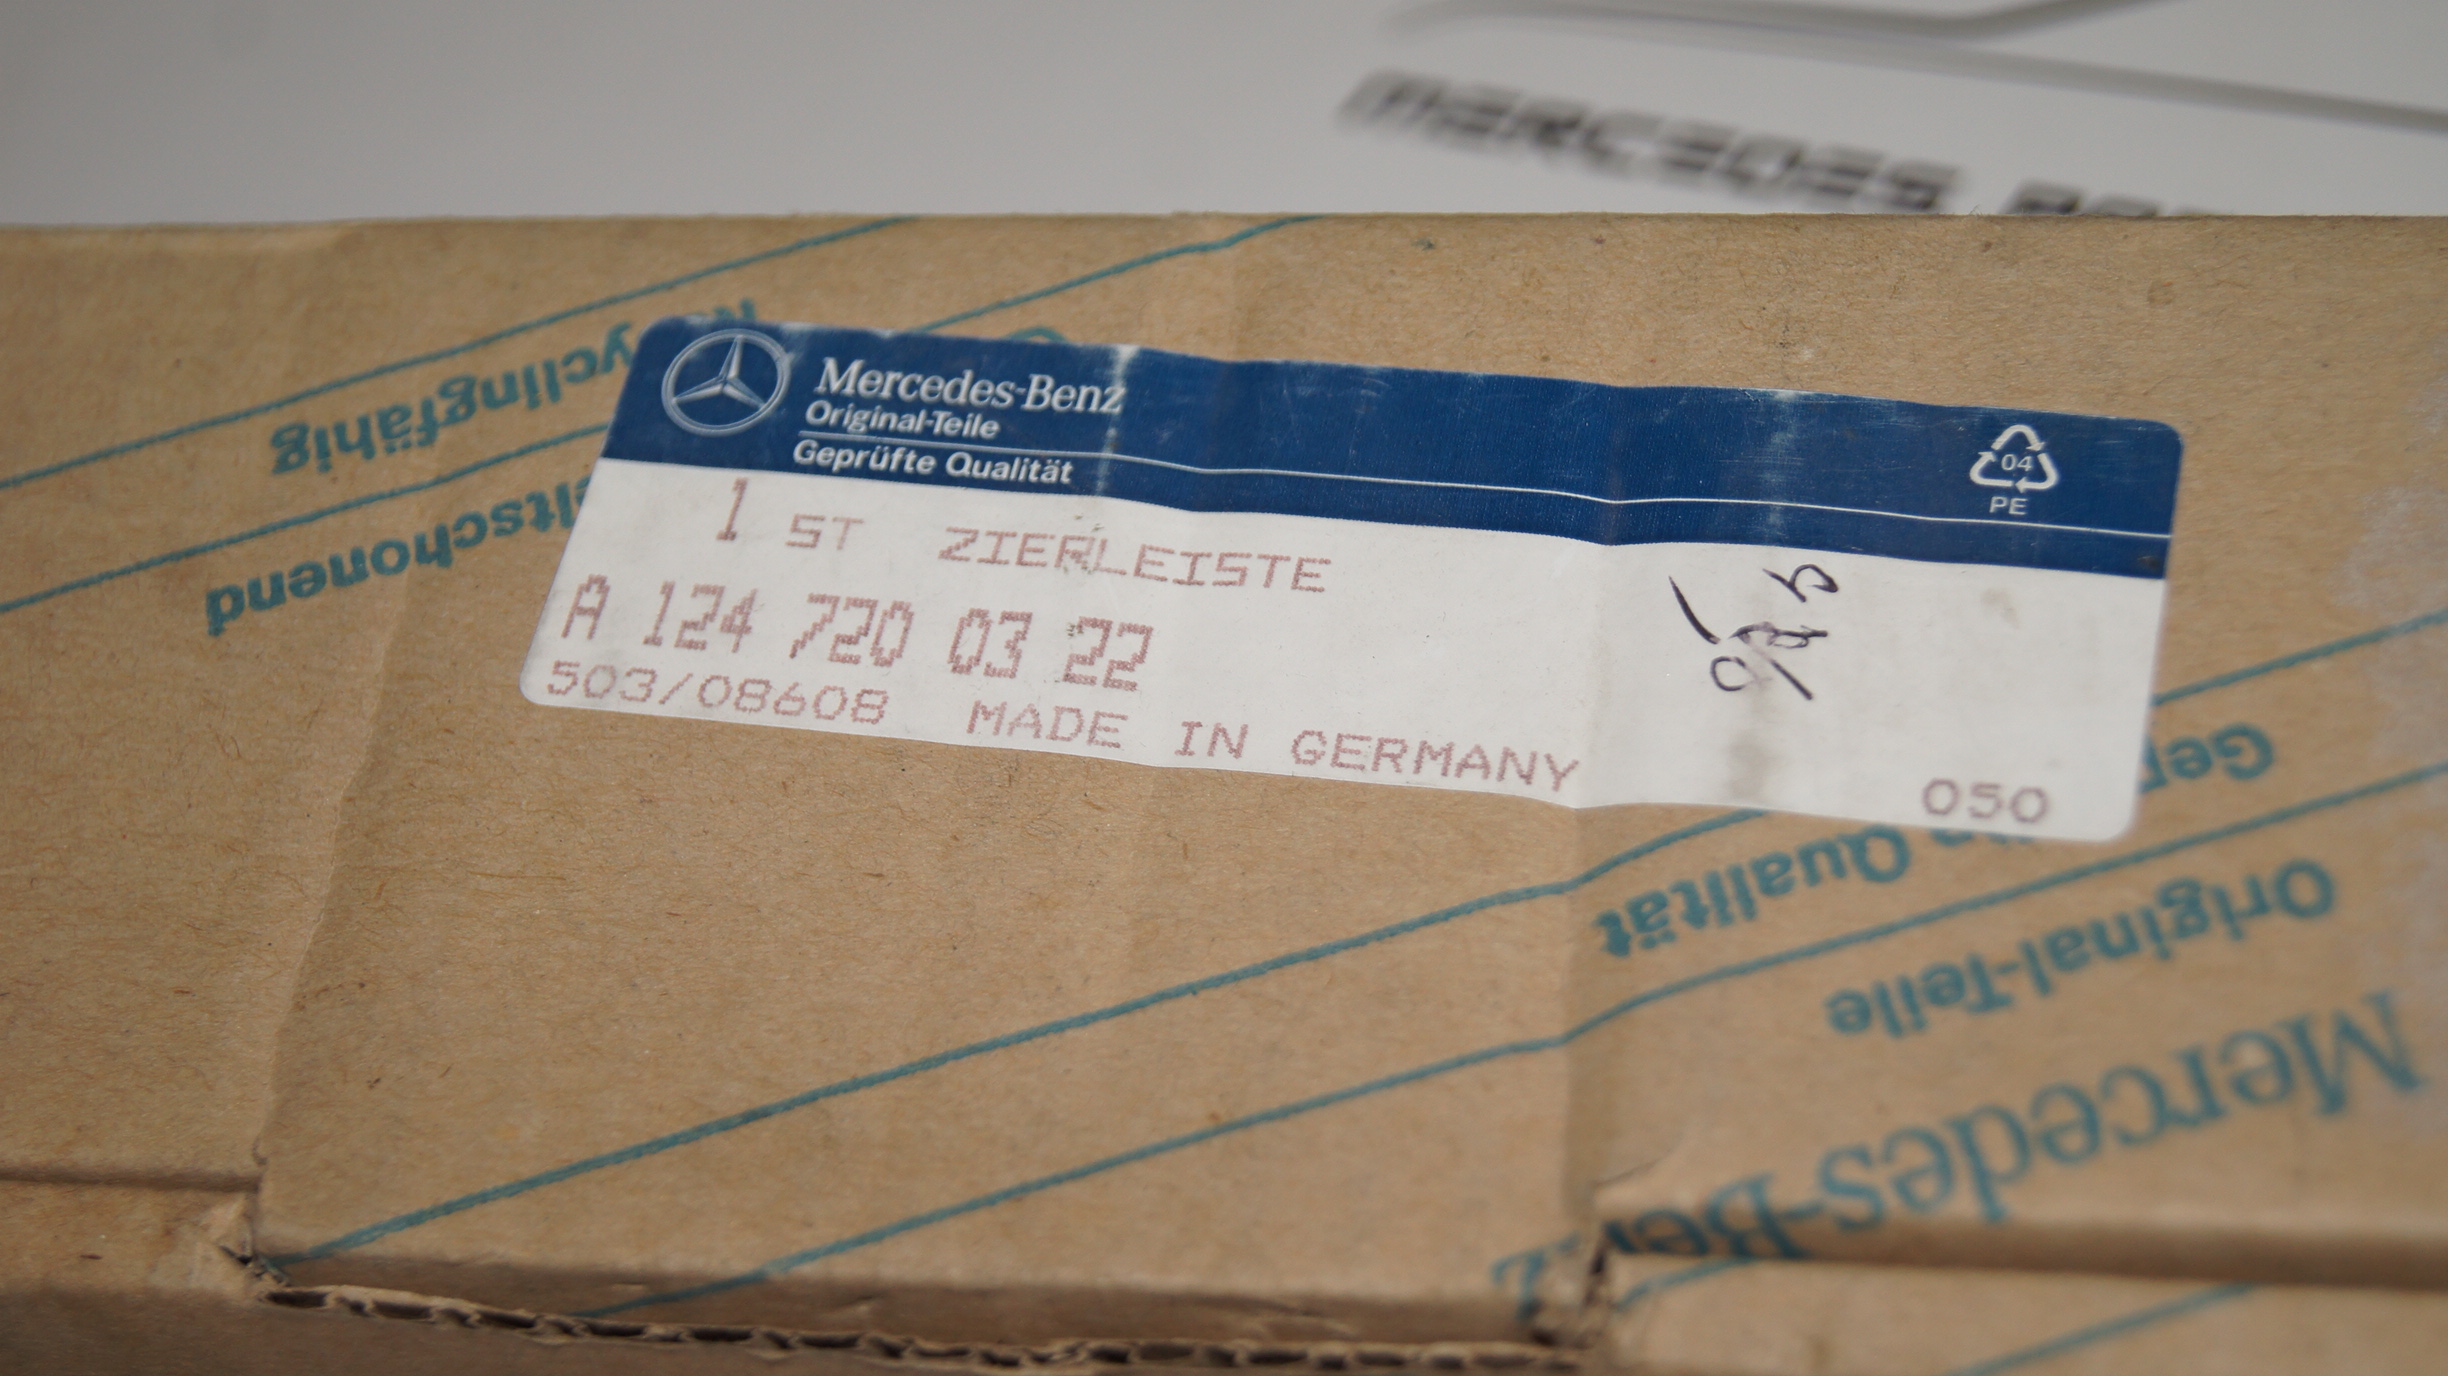 MERCEDES
Recyclingfähig
Mercedes-Benz
Original-Teile
Geprüfte Qualität
04
PE
1 ST ZIERLEISTE
A 124 720 03 22
503/08608 MADE IN GERMANY
050
Qualität
Original-Teile
Mercedes-Benz